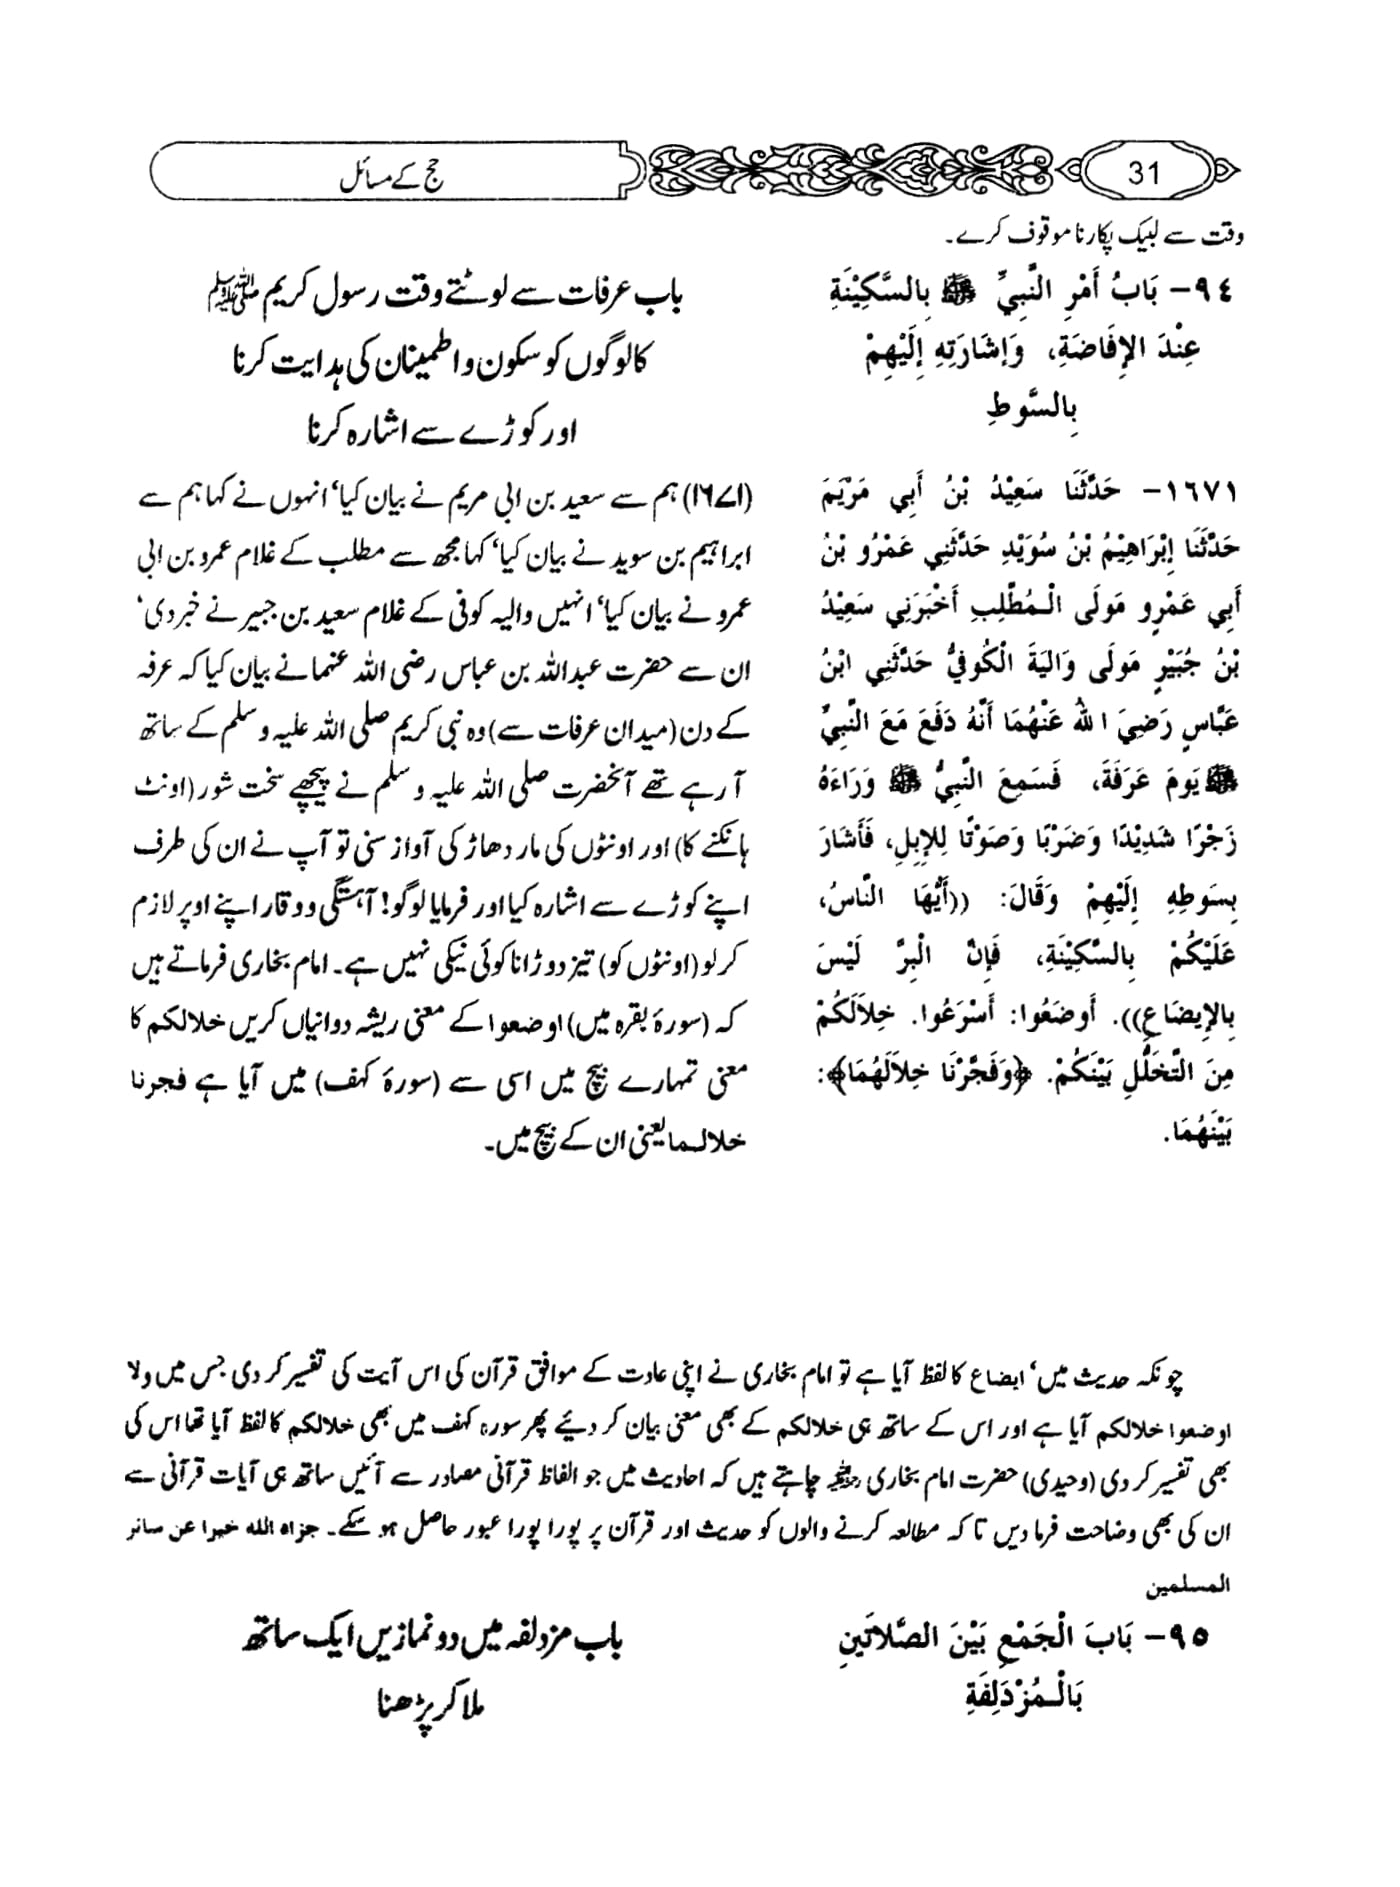 حج کے مسائل
31
وقت سے لبیک پکارنا موقوف کرے۔
٩٤- بَابُ أَمْرِ النَّبِيِّ ﷺ بِالسَّكِيْنَةِ
عِنْدَ الإِفَاضَةِ، وَإِشَارَتِهِ إِلَيْهِمْ
بِالسَّوطِ
باب عرفات سے لوٹتے وقت رسول کریم ﷺ
کا لوگوں کو سکون و اطمینان کی ہدایت کرنا
اور کوڑے سے اشارہ کرنا
١٦٧١- حَدَّثَنَا سَعِيْدُ بْنُ أَبِي مَرْيَمَ
حَدَّثَنَا إِبْرَاهِيْمُ بْنُ سُوَيْدٍ حَدَّثَنِي عَمْرُو بْنُ
أَبِي عَمْرٍو مَولَى الْمُطَّلِبِ أَخْبَرَنِي سَعِيْدُ
بْنُ جُبَيْرٍ مَولَى وَالِيَةَ الْكُوفِيُّ حَدَّثَنِي ابْنُ
عَبَّاسٍ رَضِيَ اللهُ عَنْهُمَا أَنَّهُ دَفَعَ مَعَ النَّبِيِّ
ﷺ يَومَ عَرَفَةَ، فَسَمِعَ النَّبِيُّ ﷺ وَرَاءَهُ
زَجْرًا شَدِيْدًا وَضَرْبًا وَصَوْتًا لِلإِبِلِ، فَأَشَارَ
بِسَوطِهِ إِلَيْهِمْ وَقَالَ: ((أَيُّهَا النَّاسُ،
عَلَيْكُمْ بِالسَّكِيْنَةِ، فَإِنَّ الْبِرَّ لَيْسَ
بِالإِيضَاعِ)). أَوضَعُوا: أَسْرَعُوا. خِلَالَكُمْ
مِنَ التَّخَلُّلِ بَيْنَكُمْ. ﴿وَفَجَّرْنَا خِلاَلَهُمَا﴾:
بَيْنَهُمَا.
(۱۶۷۱) ہم سے سعید بن ابی مریم نے بیان کیا‘ انہوں نے کہا ہم سے
ابراہیم بن سوید نے بیان کیا‘ کہا مجھ سے مطلب کے غلام عمرو بن ابی
عمرو نے بیان کیا‘ انہیں والیہ کوفی کے غلام سعید بن جبیر نے خبر دی‘
ان سے حضرت عبداللہ بن عباس رضی اللہ عنہما نے بیان کیا کہ عرفہ
کے دن (میدان عرفات سے) وہ نبی کریم صلی اللہ علیہ و سلم کے ساتھ
آ رہے تھے آنحضرت صلی اللہ علیہ و سلم نے پیچھے سخت شور (اونٹ
ہانکنے کا) اور اونٹوں کی مار دھاڑ کی آواز سنی تو آپ نے ان کی طرف
اپنے کوڑے سے اشارہ کیا اور فرمایا لوگو! آہستگی و وقار اپنے اوپر لازم
کر لو (اونٹوں کو) تیز دوڑانا کوئی نیکی نہیں ہے۔ امام بخاری فرماتے ہیں
کہ (سورۂ بقرہ میں) اوضعوا کے معنی ریشہ دوانیاں کریں خلالکم کا
معنی تمہارے بیچ میں اسی سے (سورۂ کہف) میں آیا ہے فجرنا
خلالہما یعنی ان کے بیچ میں۔
چونکہ حدیث میں‘ ایضاع کا لفظ آیا ہے تو امام بخاری نے اپنی عادت کے موافق قرآن کی اس آیت کی تفسیر کر دی جس میں ولا
اوضعوا خلالکم آیا ہے اور اس کے ساتھ ہی خلالکم کے بھی معنی بیان کر دیئے پھر سورہ کہف میں بھی خلالکم کا لفظ آیا تھا اس کی
بھی تفسیر کر دی (وحیدی) حضرت امام بخاری رحمہ اللہ چاہتے ہیں کہ احادیث میں جو الفاظ قرآنی مصادر سے آئیں ساتھ ہی آیات قرآنی سے
ان کی بھی وضاحت فرما دیں تا کہ مطالعہ کرنے والوں کو حدیث اور قرآن پر پورا پورا عبور حاصل ہو سکے۔ جزاہ اللہ خیرا عن سائر
المسلمین
٩٥- بَابَ الْجَمْعِ بَيْنَ الصَّلاَتَينِ
بَالْمُزْدَلِفَةِ
باب مزدلفہ میں دو نمازیں ایک ساتھ
ملا کر پڑھنا